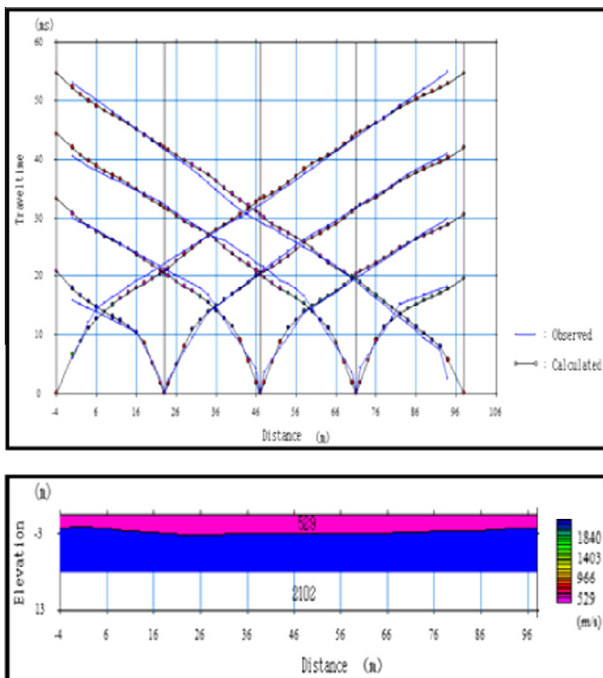 (ms)
60
50
40
30
20
10
0
Traveltime
-4 6 16 26 36 46 56 66 76 86 96 106
Distance (m)
: Observed
: Calculated
(m)
-3
13
Elevation
529
2102
-4 6 16 26 36 46 56 66 76 86 96
Distance (m)
1840
1403
966
529
(m/s)